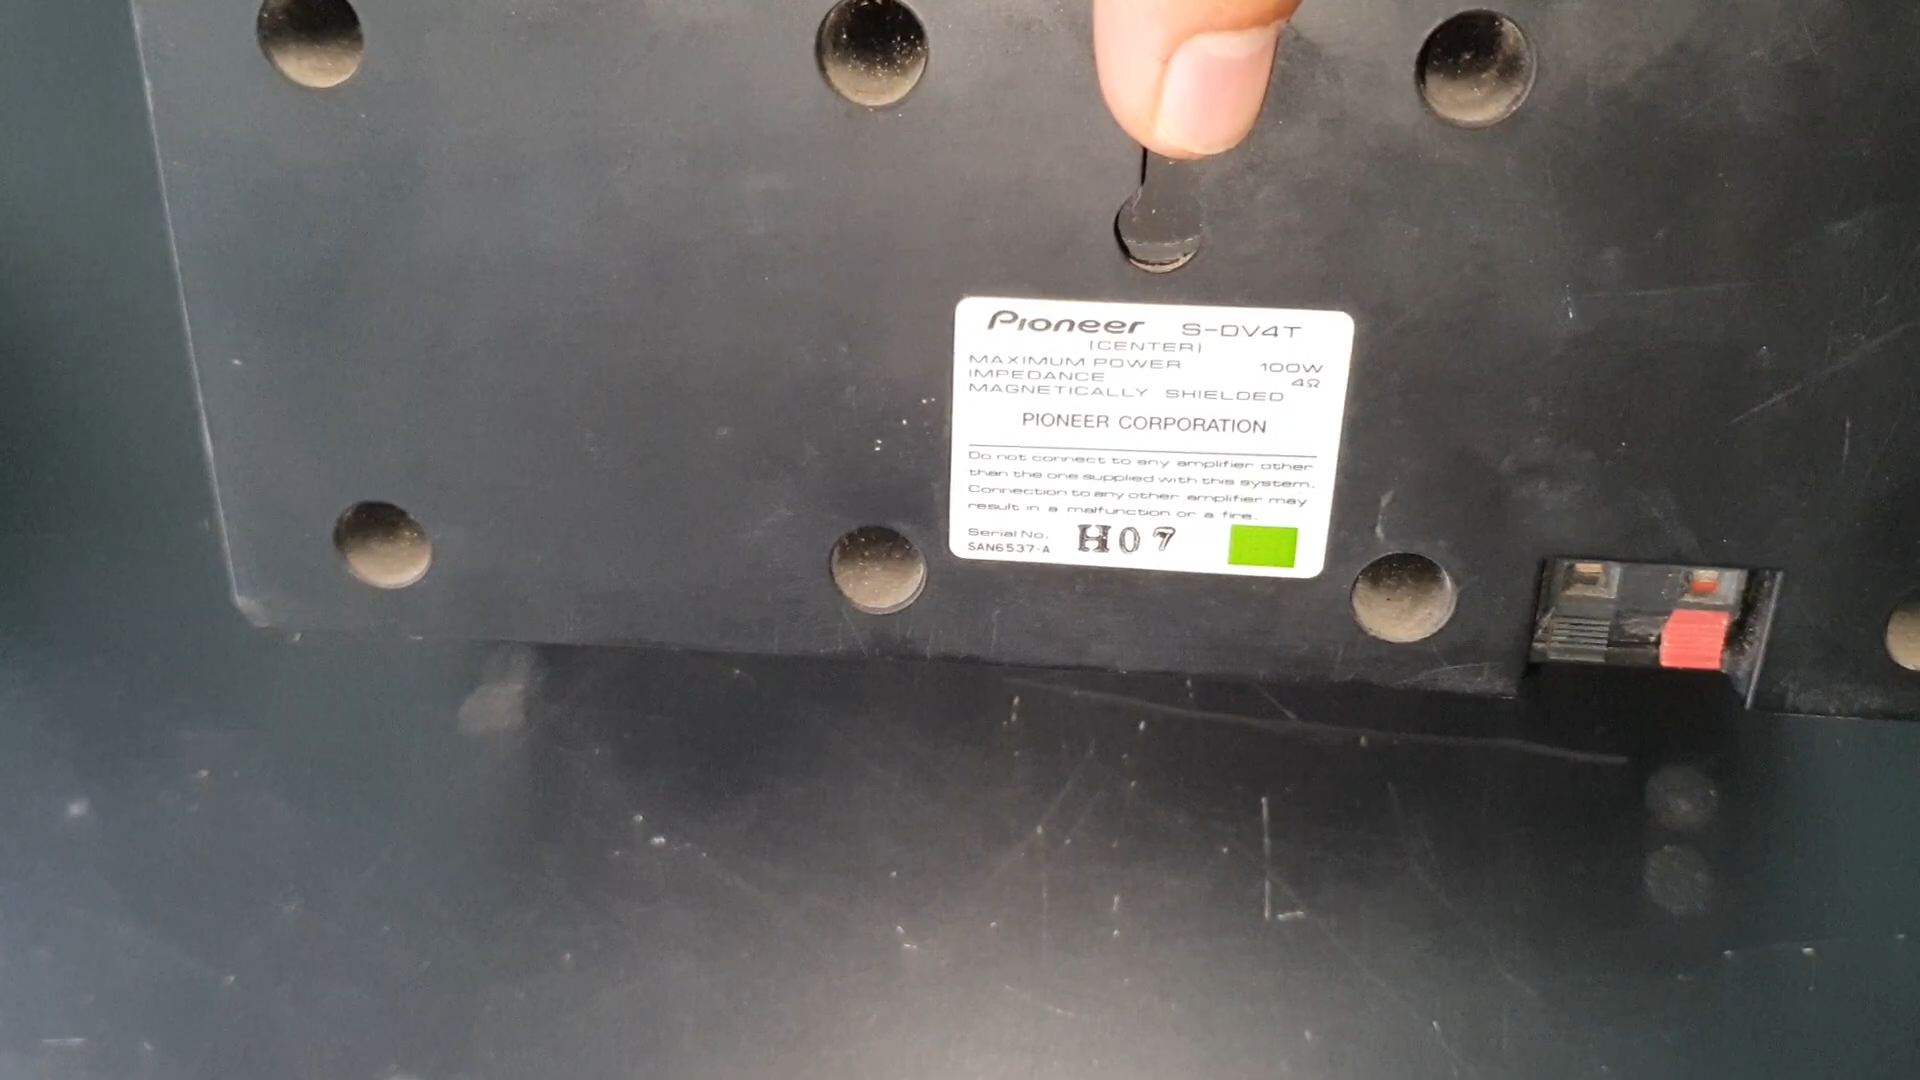 Pioneer S-DV4T
(CENTER)
MAXIMUM POWER 100W
IMPEDANCE 4Ω
MAGNETICALLY SHIELDED
PIONEER CORPORATION
Do not connect to any amplifier other
than the one supplied with this system.
Connection to any other amplifier may
result in a malfunction or a fire.
Serial No. H07
SAN6537-A